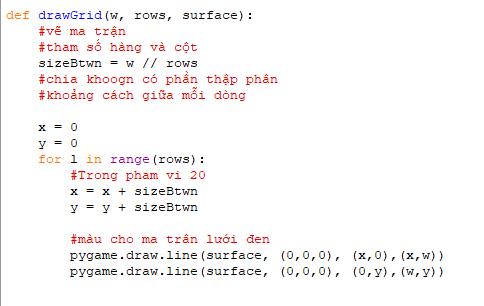 def drawGrid(w, rows, surface):
    #vẽ ma trận
    #tham số hàng và cột
    sizeBtwn = w // rows
    #chia khoogn có phần thập phân
    #khoảng cách giữa mỗi dòng

    x = 0
    y = 0
    for l in range(rows):
        #Trong pham vi 20
        x = x + sizeBtwn
        y = y + sizeBtwn

        #màu cho ma trân lưới đen
        pygame.draw.line(surface, (0,0,0), (x,0),(x,w))
        pygame.draw.line(surface, (0,0,0), (0,y),(w,y))